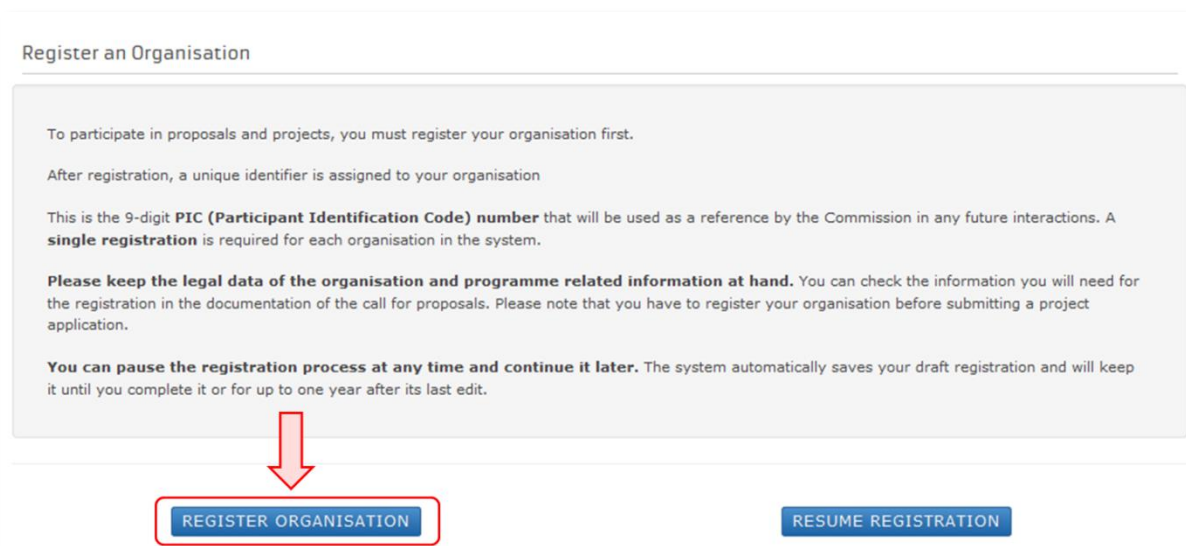 Register an Organisation
To participate in proposals and projects, you must register your organisation first.
After registration, a unique identifier is assigned to your organisation
This is the 9-digit PIC (Participant Identification Code) number that will be used as a reference by the Commission in any future interactions. A
single registration is required for each organisation in the system.
Please keep the legal data of the organisation and programme related information at hand. You can check the information you will need for
the registration in the documentation of the call for proposals. Please note that you have to register your organisation before submitting a project
application.
You can pause the registration process at any time and continue it later. The system automatically saves your draft registration and will keep
it until you complete it or for up to one year after its last edit.
REGISTER ORGANISATION
RESUME REGISTRATION